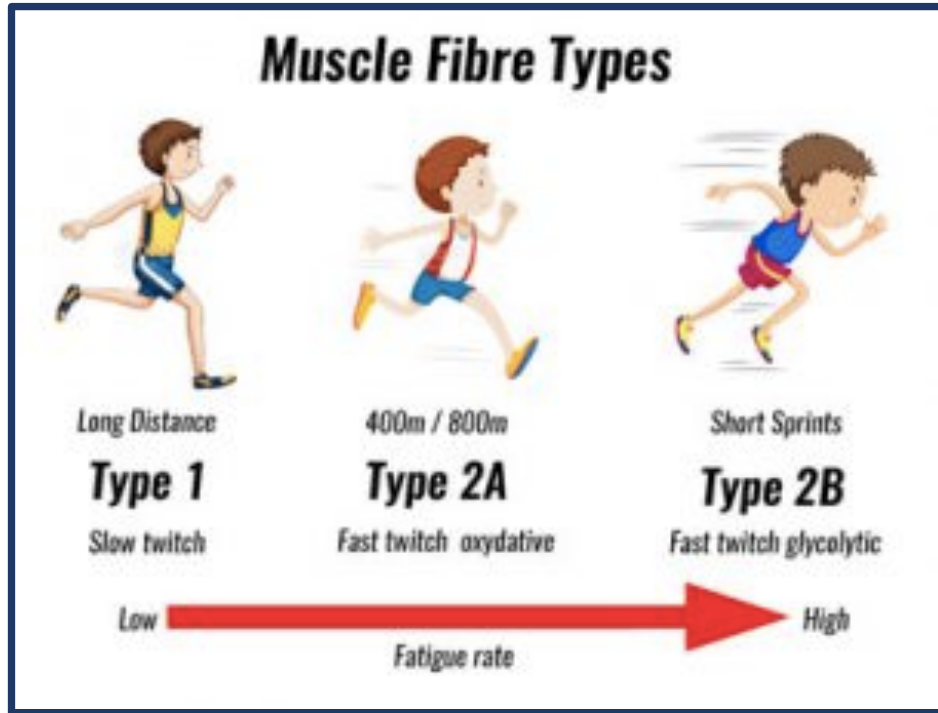 Muscle Fibre Types
Long Distance
400m / 800m
Short Sprints
Type 1
Type 2A
Type 2B
Slow twitch
Fast twitch oxydative
Fast twitch glycolytic
Low
High
Fatigue rate